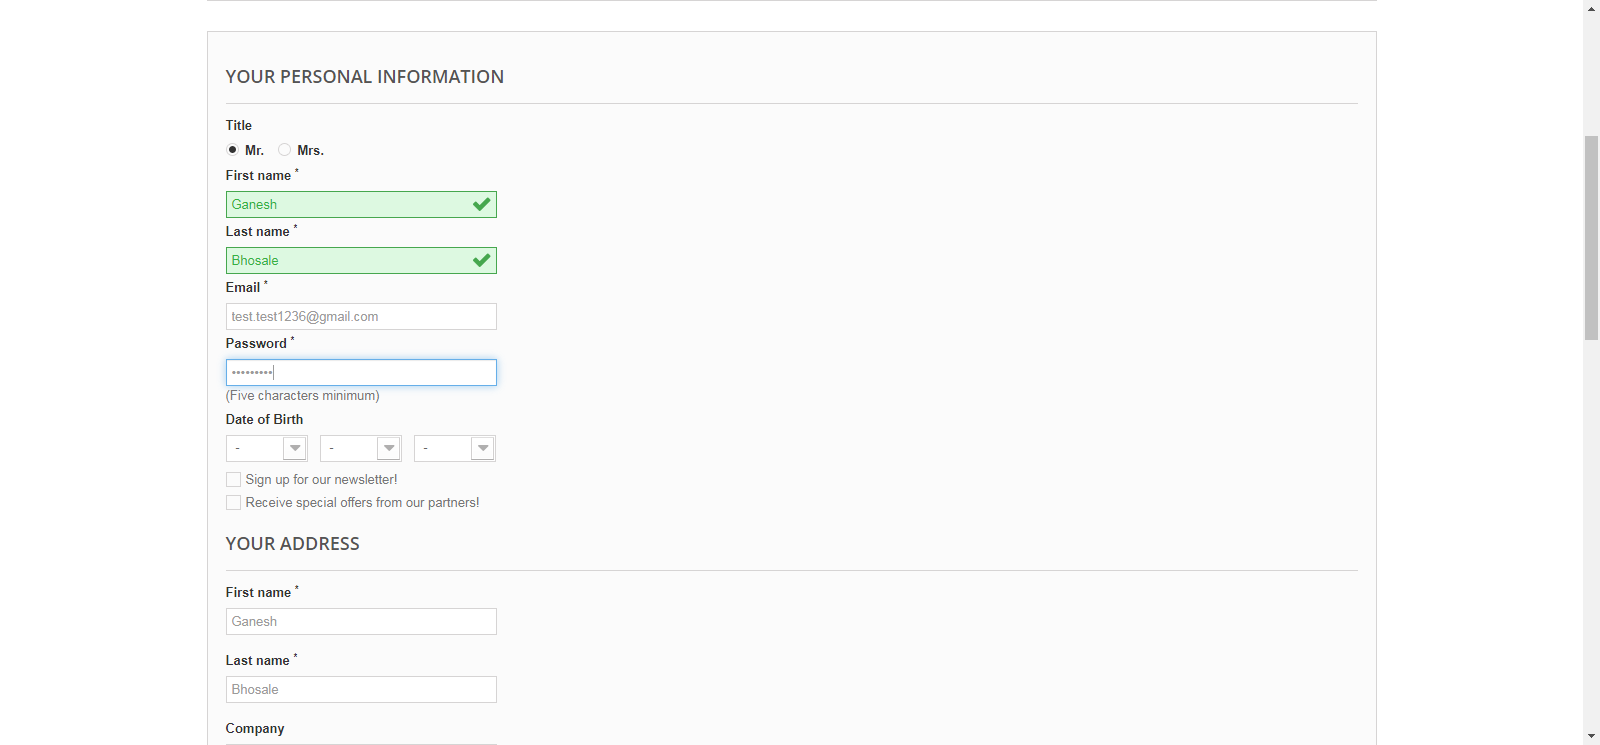 YOUR PERSONAL INFORMATION
Title
Mr. Mrs.
First name *
Ganesh
Last name *
Bhosale
Email *
test.test1236@gmail.com
Password *
•••••••••
(Five characters minimum)
Date of Birth
- - -
Sign up for our newsletter!
Receive special offers from our partners!
YOUR ADDRESS
First name *
Ganesh
Last name *
Bhosale
Company